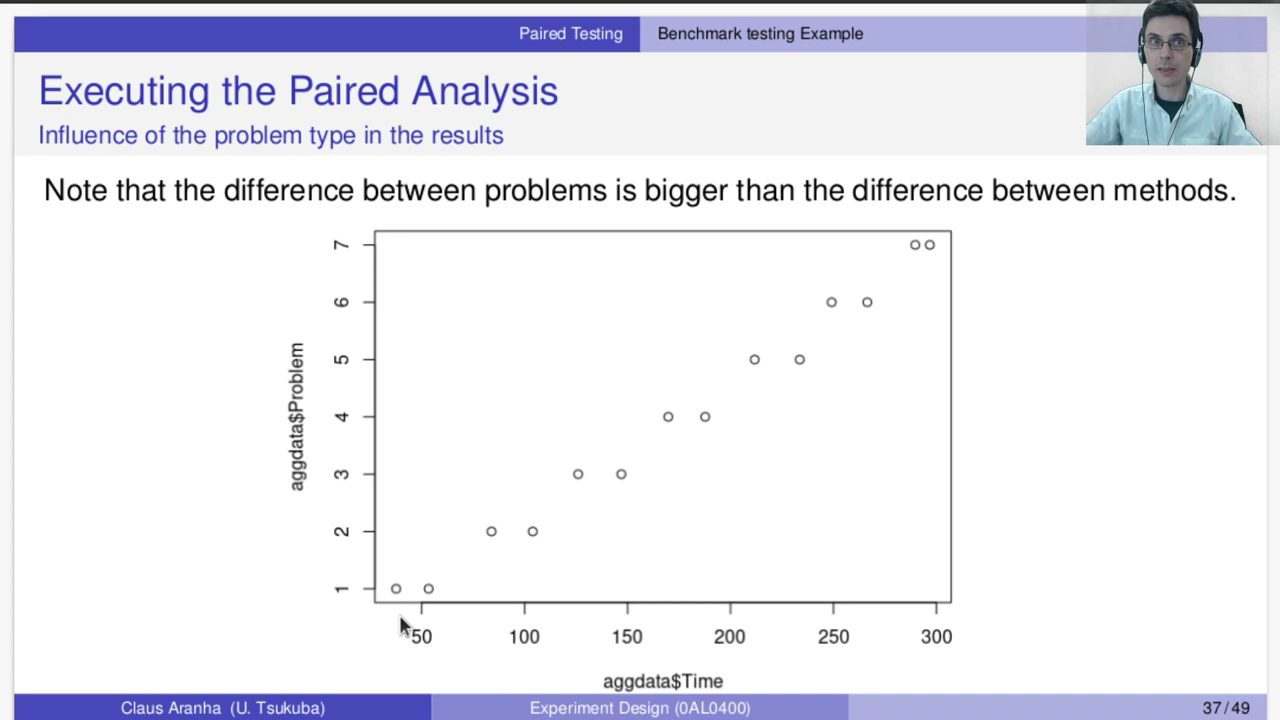 Paired Testing
Benchmark testing Example
Executing the Paired Analysis
Influence of the problem type in the results
Note that the difference between problems is bigger than the difference between methods.
7
6
5
4
3
2
1
aggdata$Problem
50 100 150 200 250 300
aggdata$Time
Claus Aranha (U. Tsukuba)
Experiment Design (0AL0400)
37/49